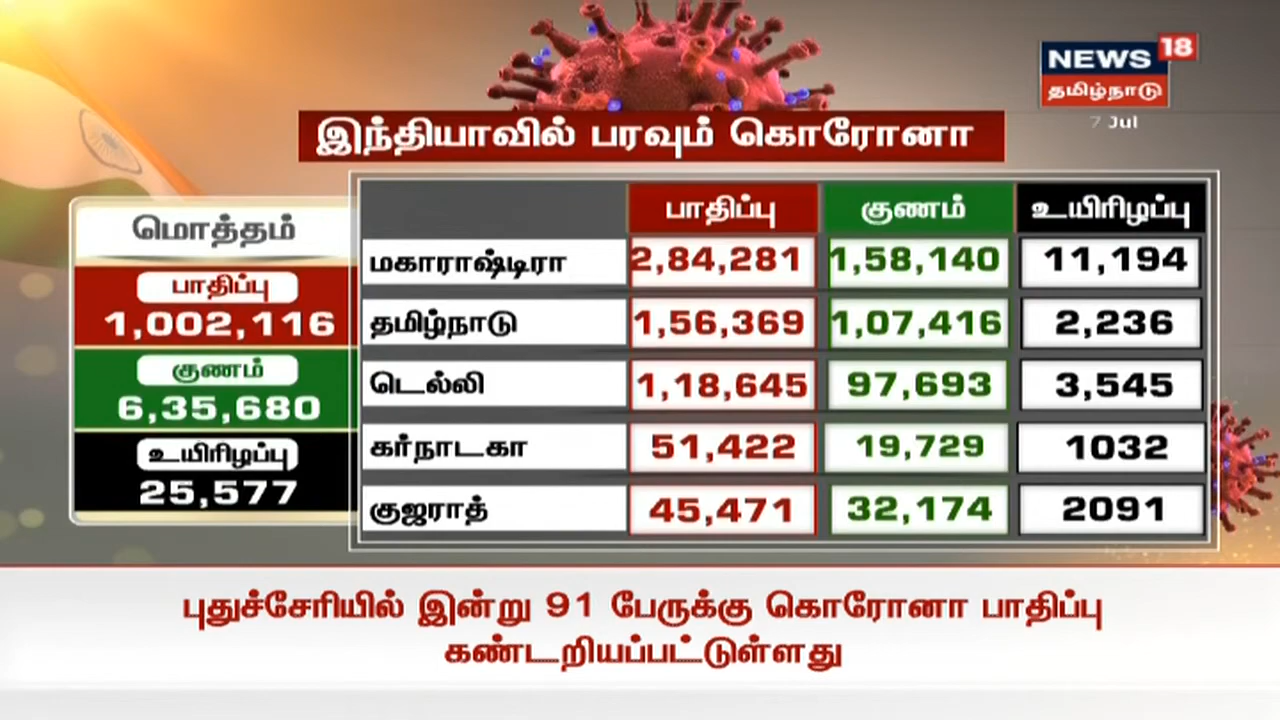 NEWS 18
தமிழ்நாடு
7 Jul
இந்தியாவில் பரவும் கொரோனா
மொத்தம்
பாதிப்பு
1,002,116
குணம்
6,35,680
உயிரிழப்பு
25,577
பாதிப்பு குணம் உயிரிழப்பு
மகாராஷ்டிரா 2,84,281 1,58,140 11,194
தமிழ்நாடு 1,56,369 1,07,416 2,236
டெல்லி 1,18,645 97,693 3,545
கர்நாடகா 51,422 19,729 1032
குஜராத் 45,471 32,174 2091
புதுச்சேரியில் இன்று 91 பேருக்கு கொரோனா பாதிப்பு
கண்டறியப்பட்டுள்ளது